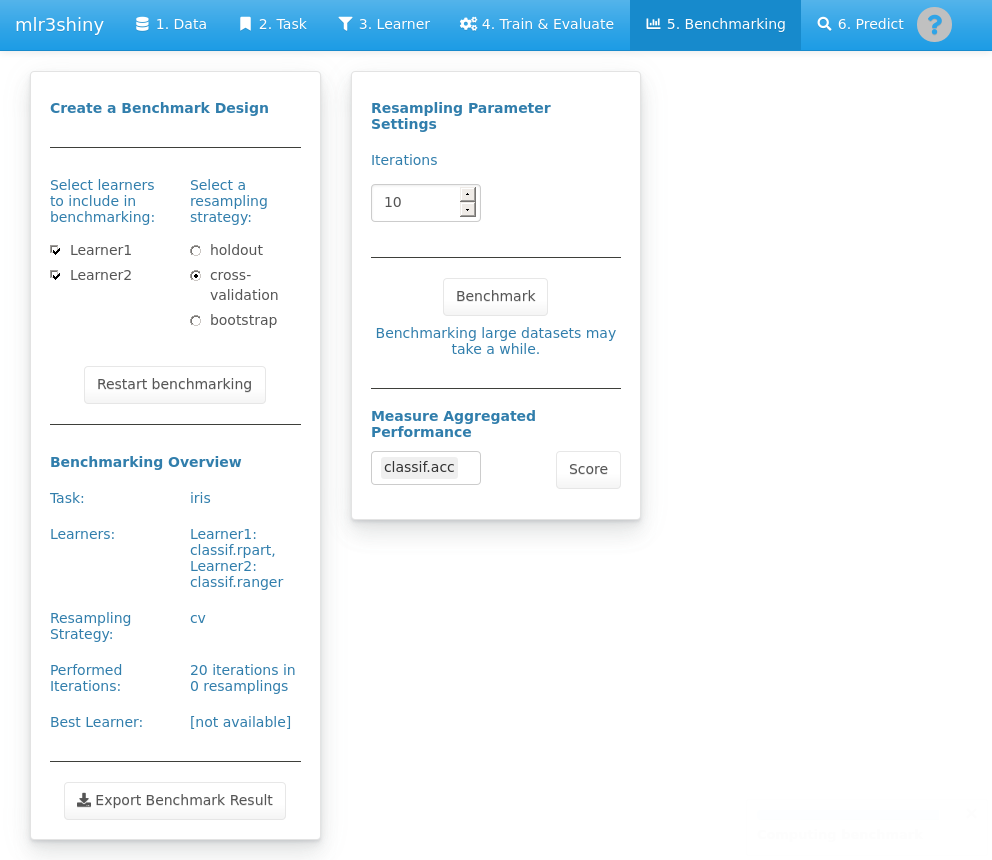 mlr3shiny
1. Data
2. Task
3. Learner
4. Train & Evaluate
5. Benchmarking
6. Predict
?
Create a Benchmark Design
Select learners
to include in
benchmarking:
Learner1
Learner2
Select a
resampling
strategy:
holdout
cross-
validation
bootstrap
Restart benchmarking
Benchmarking Overview
Task:
iris
Learners:
Learner1:
classif.rpart,
Learner2:
classif.ranger
Resampling
Strategy:
cv
Performed
Iterations:
20 iterations in
0 resamplings
Best Learner:
[not available]
Export Benchmark Result
Resampling Parameter
Settings
Iterations
10
Benchmark
Benchmarking large datasets may
take a while.
Measure Aggregated
Performance
classif.acc
Score